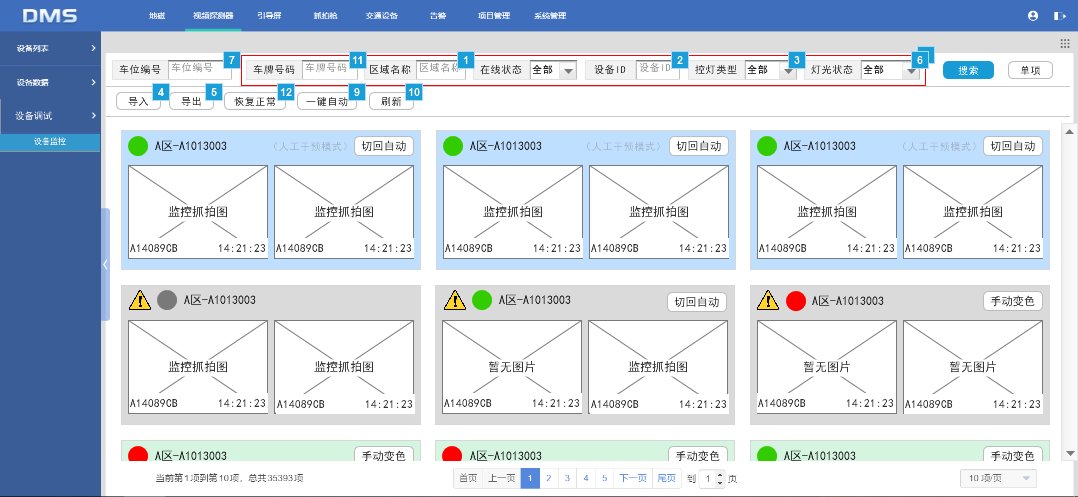 DMS 地磁 视频探测器 引导屏 抓拍枪 交通设备 告警 项目管理 系统管理
设备列表
设备数据
设备调试
设备监控
车位编号 车位编号 7 车牌号码 车牌号码 11 区域名称 区域名称 1 在线状态 全部 设备ID 设备ID 2 控灯类型 全部 3 灯光状态 全部 6 搜索 单项
导入 4 导出 5 恢复正常 12 一键自动 9 刷新 10
A区-A1013003 (人工干预模式) 切回自动
监控抓拍图 监控抓拍图
A14089CB 14:21:23 A14089CB 14:21:23
A区-A1013003 (人工干预模式) 切回自动
监控抓拍图 监控抓拍图
A14089CB 14:21:23 A14089CB 14:21:23
A区-A1013003 (人工干预模式) 切回自动
监控抓拍图 监控抓拍图
A14089CB 14:21:23 A14089CB 14:21:23
A区-A1013003
监控抓拍图 监控抓拍图
A14089CB 14:21:23 A14089CB 14:21:23
A区-A1013003 切回自动
暂无图片 监控抓拍图
A14089CB 14:21:23 A14089CB 14:21:23
A区-A1013003 手动变色
暂无图片 暂无图片
A14089CB 14:21:23 A14089CB 14:21:23
A区-A1013003 手动变色
A区-A1013003 手动变色
A区-A1013003 手动变色
当前第1项到第10项，总共35393项 首页 上一页 1 2 3 4 5 下一页 尾页 到 1 页 10 项/页